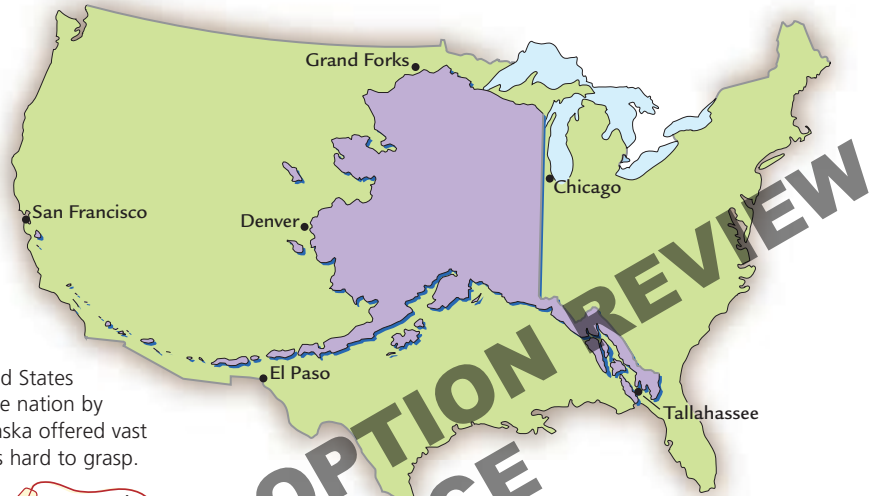 Grand Forks
Chicago
San Francisco
Denver
El Paso
Tallahassee
d States
e nation by
aska offered vast
s hard to grasp.
OPTION REVIEW
CE